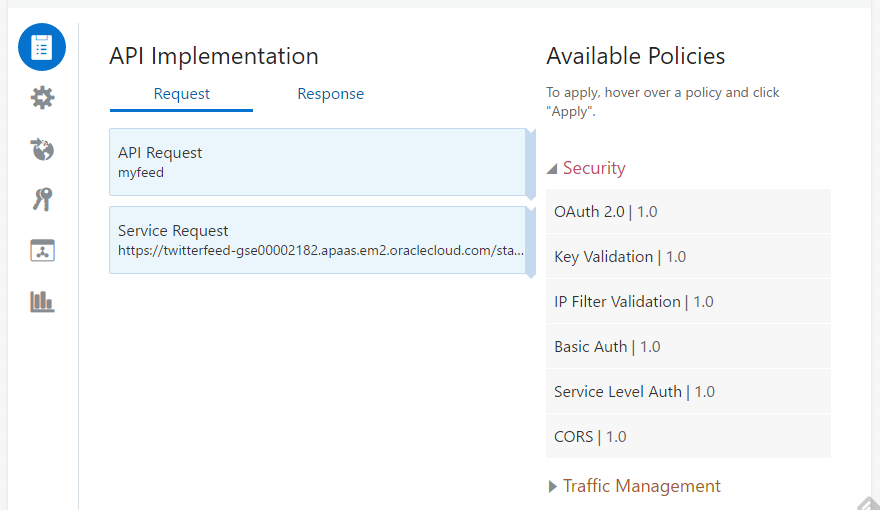 API Implementation
Request
Response
API Request
myfeed
Service Request
https://twitterfeed-gse00002182.apaas.em2.oraclecloud.com/sta...
Available Policies
To apply, hover over a policy and click
"Apply".
Security
OAuth 2.0 | 1.0
Key Validation | 1.0
IP Filter Validation | 1.0
Basic Auth | 1.0
Service Level Auth | 1.0
CORS | 1.0
Traffic Management